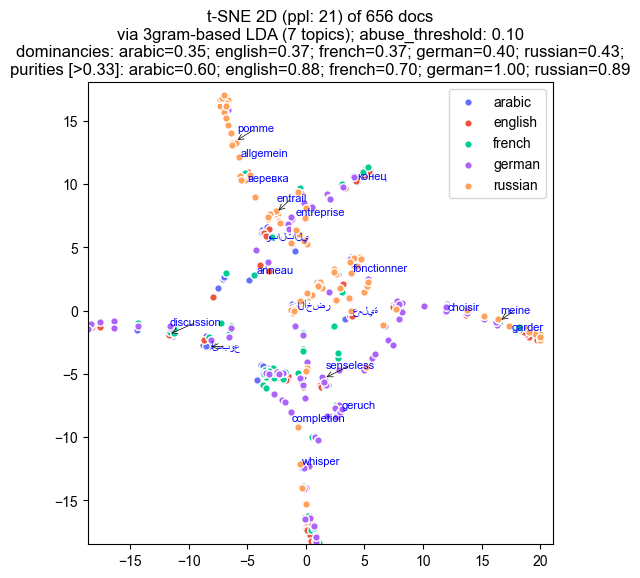 t-SNE 2D (ppl: 21) of 656 docs
via 3gram-based LDA (7 topics); abuse_threshold: 0.10
dominancies: arabic=0.35; english=0.37; french=0.37; german=0.40; russian=0.43;
purities [>0.33]: arabic=0.60; english=0.88; french=0.70; german=1.00; russian=0.89
arabic
english
french
german
russian
pomme
allgemein
веревка
конец
entrail
entreprise
anneau
fonctionner
choisir
meine
garder
discussion
senseless
geruch
completion
whisper
15
10
5
0
−5
−10
−15
−15
−10
−5
0
5
10
15
20